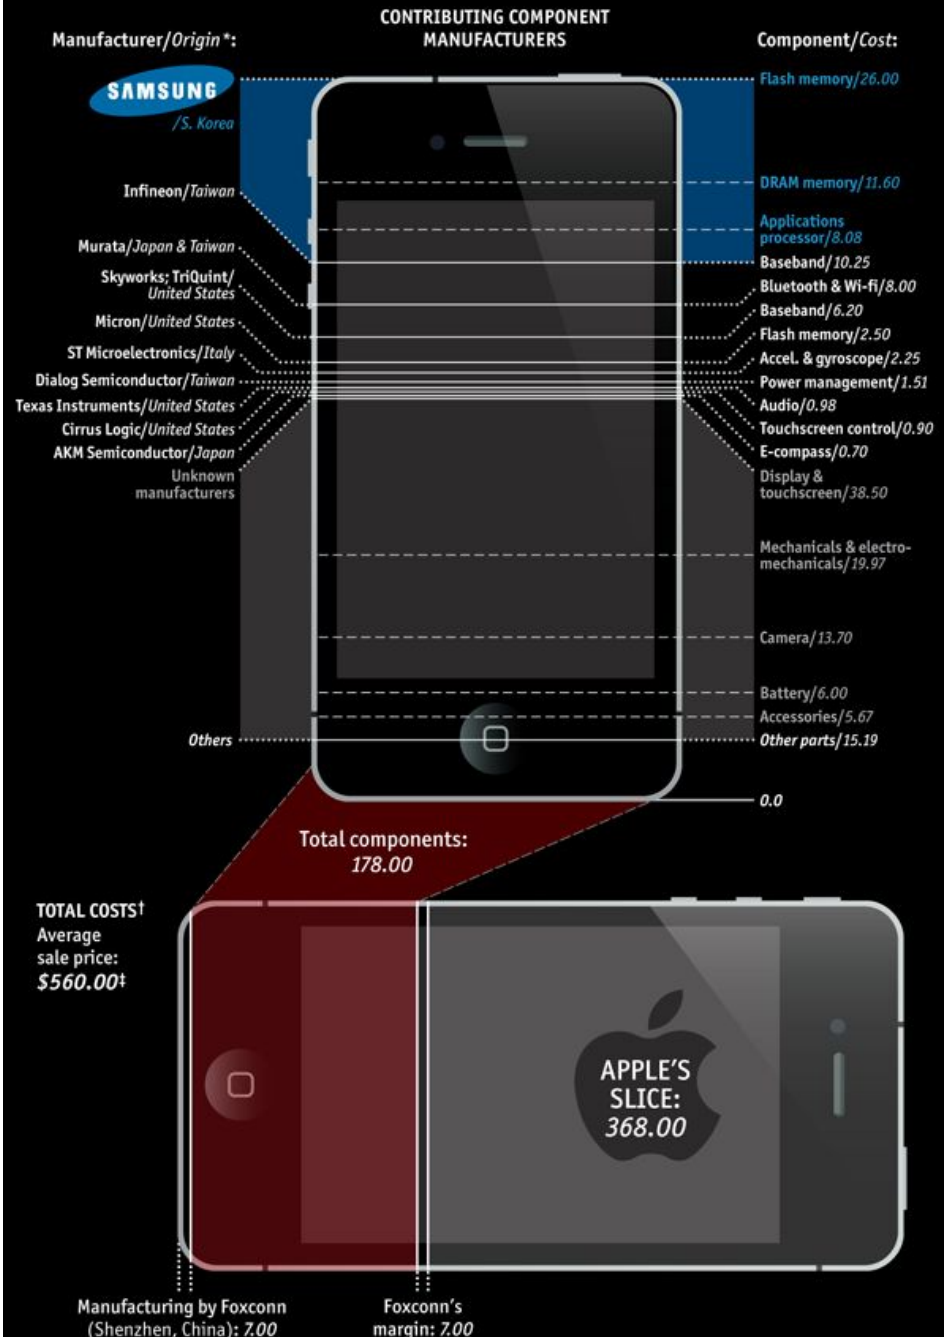 CONTRIBUTING COMPONENT
MANUFACTURERS
Manufacturer/Origin*:
Component/Cost:
SAMSUNG
/S. Korea
Infineon/Taiwan
Murata/Japan & Taiwan
Skyworks; TriQuint/
United States
Micron/United States
ST Microelectronics/Italy
Dialog Semiconductor/Taiwan
Texas Instruments/United States
Cirrus Logic/United States
AKM Semiconductor/Japan
Unknown
manufacturers
Others
Flash memory/26.00
DRAM memory/11.60
Applications
processor/8.08
Baseband/10.25
Bluetooth & Wi-fi/8.00
Baseband/6.20
Flash memory/2.50
Accel. & gyroscope/2.25
Power management/1.51
Audio/0.98
Touchscreen control/0.90
E-compass/0.70
Display &
touchscreen/38.50
Mechanicals & electro-
mechanicals/19.97
Camera/13.70
Battery/6.00
Accessories/5.67
Other parts/15.19
0.0
Total components:
178.00
TOTAL COSTS†
Average
sale price:
$560.00‡
APPLE'S
SLICE:
368.00
Manufacturing by Foxconn
(Shenzhen, China): 7.00
Foxconn's
margin: 7.00